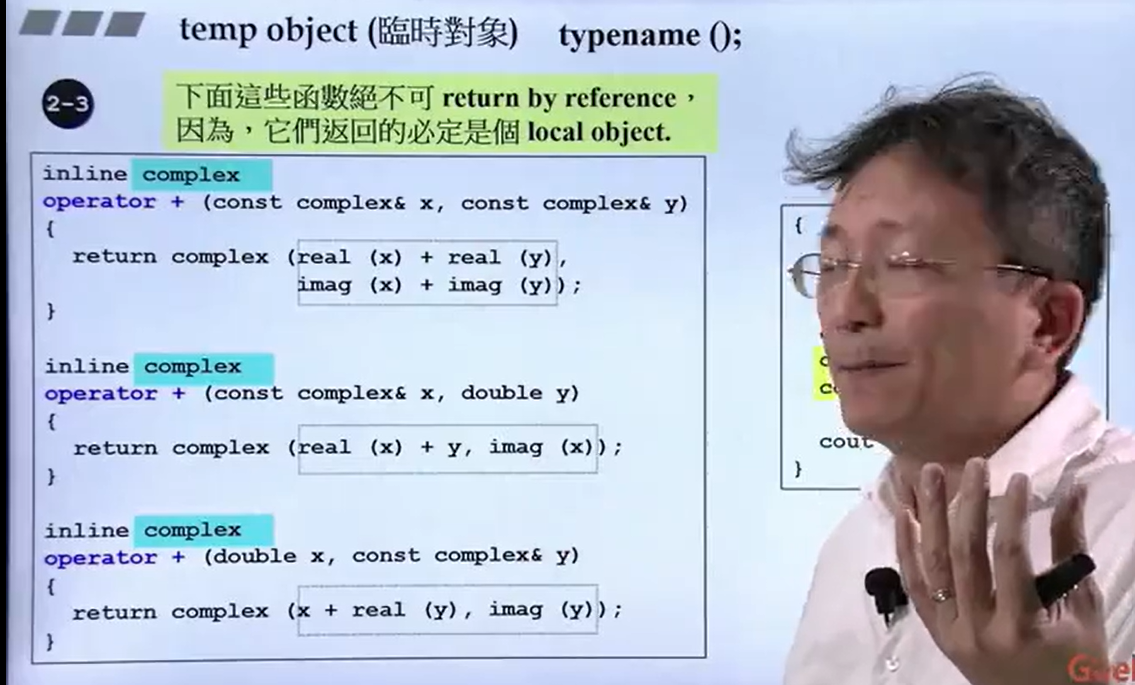 temp object (臨時對象) typename ();
2-3
下面這些函數絕不可 return by reference，
因為，它們返回的必定是個 local object.
inline complex
operator + (const complex& x, const complex& y)
{
return complex (real (x) + real (y),
imag (x) + imag (y));
}
inline complex
operator + (const complex& x, double y)
{
return complex (real (x) + y, imag (x));
}
inline complex
operator + (double x, const complex& y)
{
return complex (x + real (y), imag (y));
}
{
cout
}